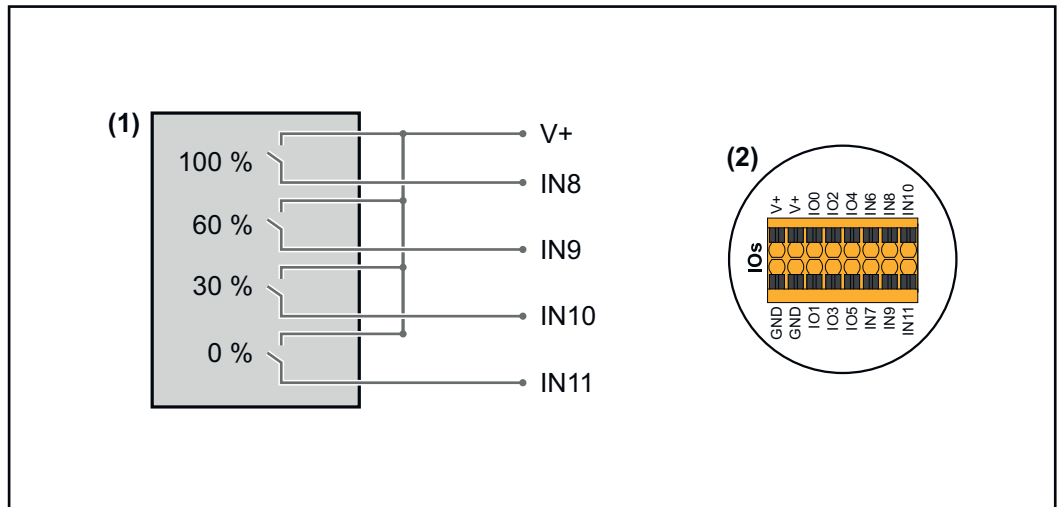 (1)
100 %
60 %
30 %
0 %
V+
IN8
IN9
IN10
IN11
(2)
IOs
V+ V+ IO0 IO2 IO4 IN6 IN8 IN10
GND GND IO1 IO3 IO5 IN7 IN9 IN11